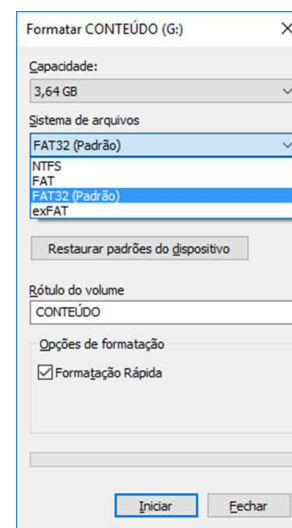 Formatar CONTEÚDO (G:)
Capacidade:
3,64 GB
Sistema de arquivos
FAT32 (Padrão)
NTFS
FAT
FAT32 (Padrão)
exFAT
Restaurar padrões do dispositivo
Rótulo do volume
CONTEÚDO
Opções de formatação
Formatação Rápida
Iniciar Fechar